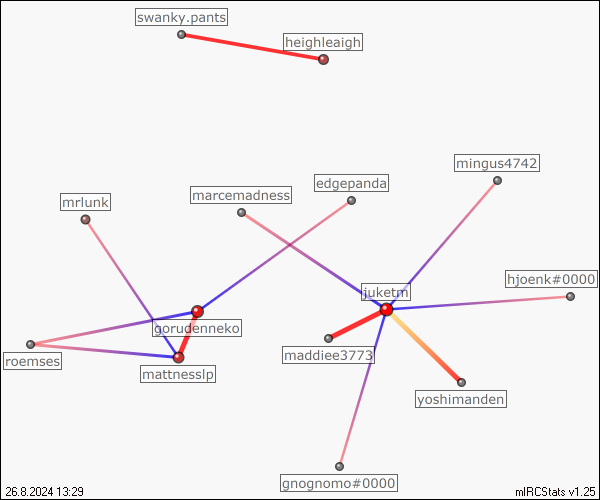 swanky.pants
heighleaigh
mingus4742
edgepanda
marcemadness
mrlunk
hjoenk#0000
juketm
gorudenneko
maddiee3773
roemses
mattnesslp
yoshimanden
gnognomo#0000
26.8.2024 13:29
mIRCStats v1.25